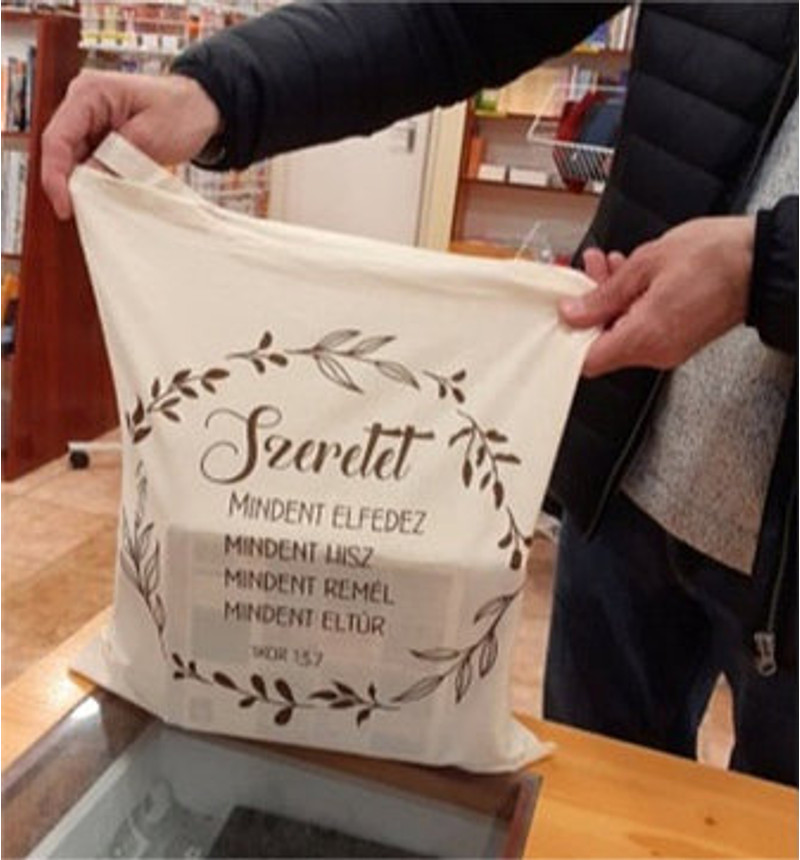 Szeretet
MINDENT ELFEDEZ
MINDENT HISZ
MINDENT REMÉL
MINDENT ELTŰR
1KOR 13,7